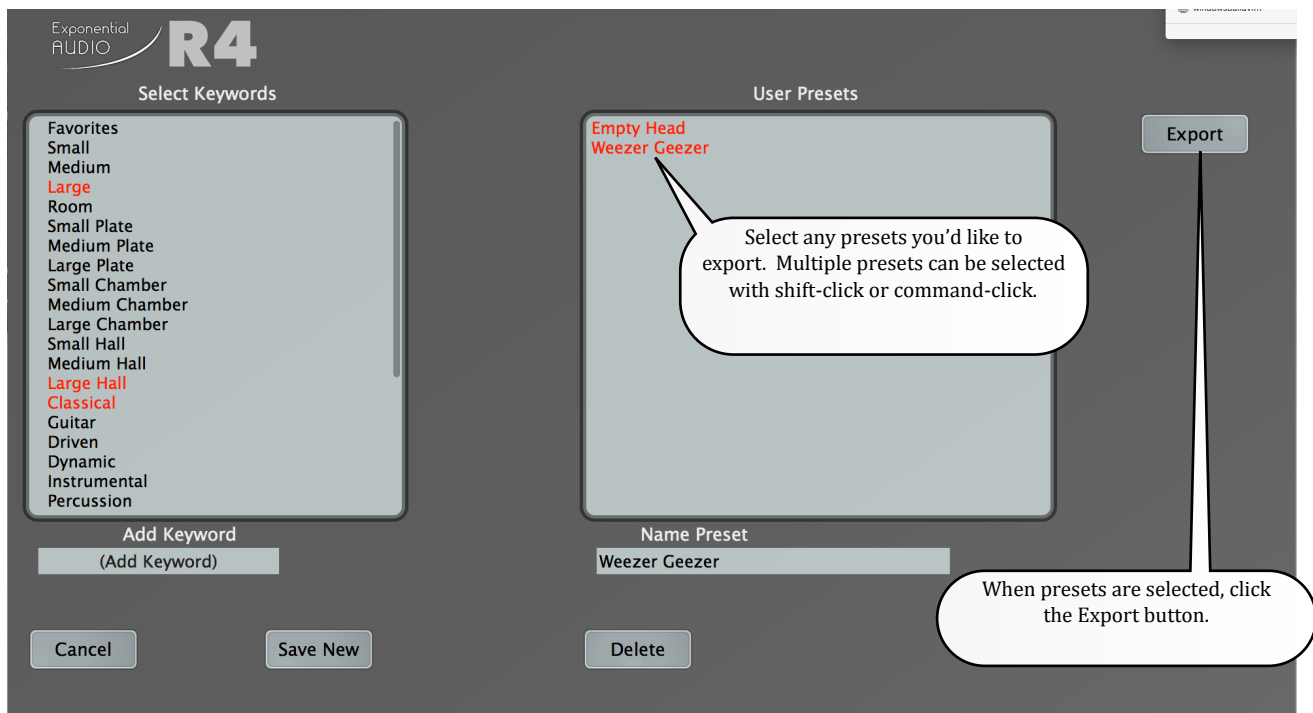 Exponential
AUDIO
R4
Select Keywords
Favorites
Small
Medium
Large
Room
Small Plate
Medium Plate
Large Plate
Small Chamber
Medium Chamber
Large Chamber
Small Hall
Medium Hall
Large Hall
Classical
Guitar
Driven
Dynamic
Instrumental
Percussion
Add Keyword
(Add Keyword)
Cancel
Save New
User Presets
Empty Head
Weezer Geezer
Select any presets you’d like to
export. Multiple presets can be selected
with shift-click or command-click.
Name Preset
Weezer Geezer
Delete
Export
When presets are selected, click
the Export button.